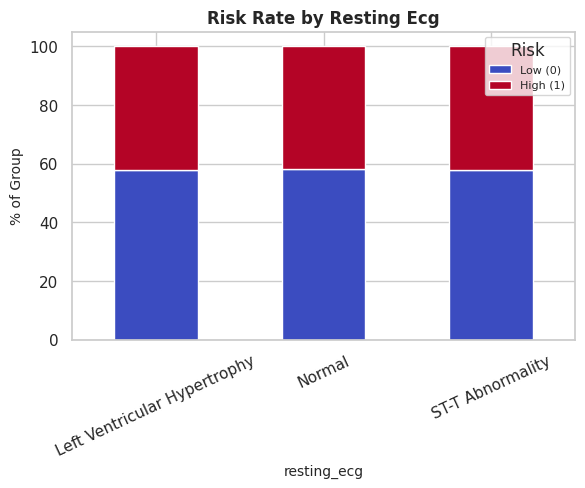 Risk Rate by Resting Ecg
Risk
Low (0)
High (1)
% of Group
100
80
60
40
20
0
Left Ventricular Hypertrophy
Normal
ST-T Abnormality
resting_ecg